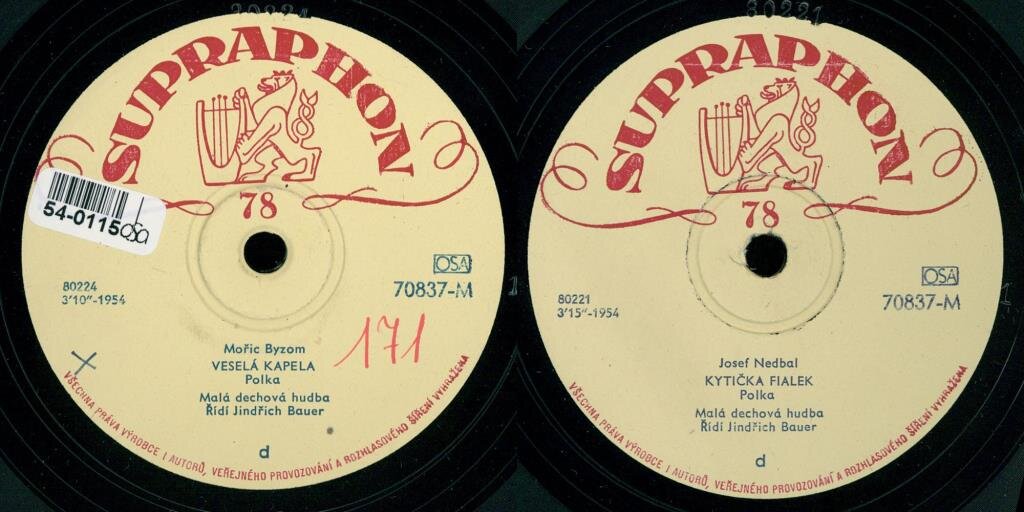 80224
SUPRAPHON
78
54-0115
osa
OSA
70837-M
80224
3'10"-1954
171
Mořic Byzom
VESELÁ KAPELA
Polka
Malá dechová hudba
Řídí Jindřich Bauer
d
VŠECHNA PRÁVA VÝROBCE I AUTORŮ, VEŘEJNÉHO PROVOZOVÁNÍ A ROZHLASOVÉHO ŠÍŘENÍ VYHRAŽENA
80221
SUPRAPHON
78
OSA
70837-M
80221
3'15"-1954
Josef Nedbal
KYTIČKA FIALEK
Polka
Malá dechová hudba
Řídí Jindřich Bauer
d
VŠECHNA PRÁVA VÝROBCE I AUTORŮ, VEŘEJNÉHO PROVOZOVÁNÍ A ROZHLASOVÉHO ŠÍŘENÍ VYHRAŽENA